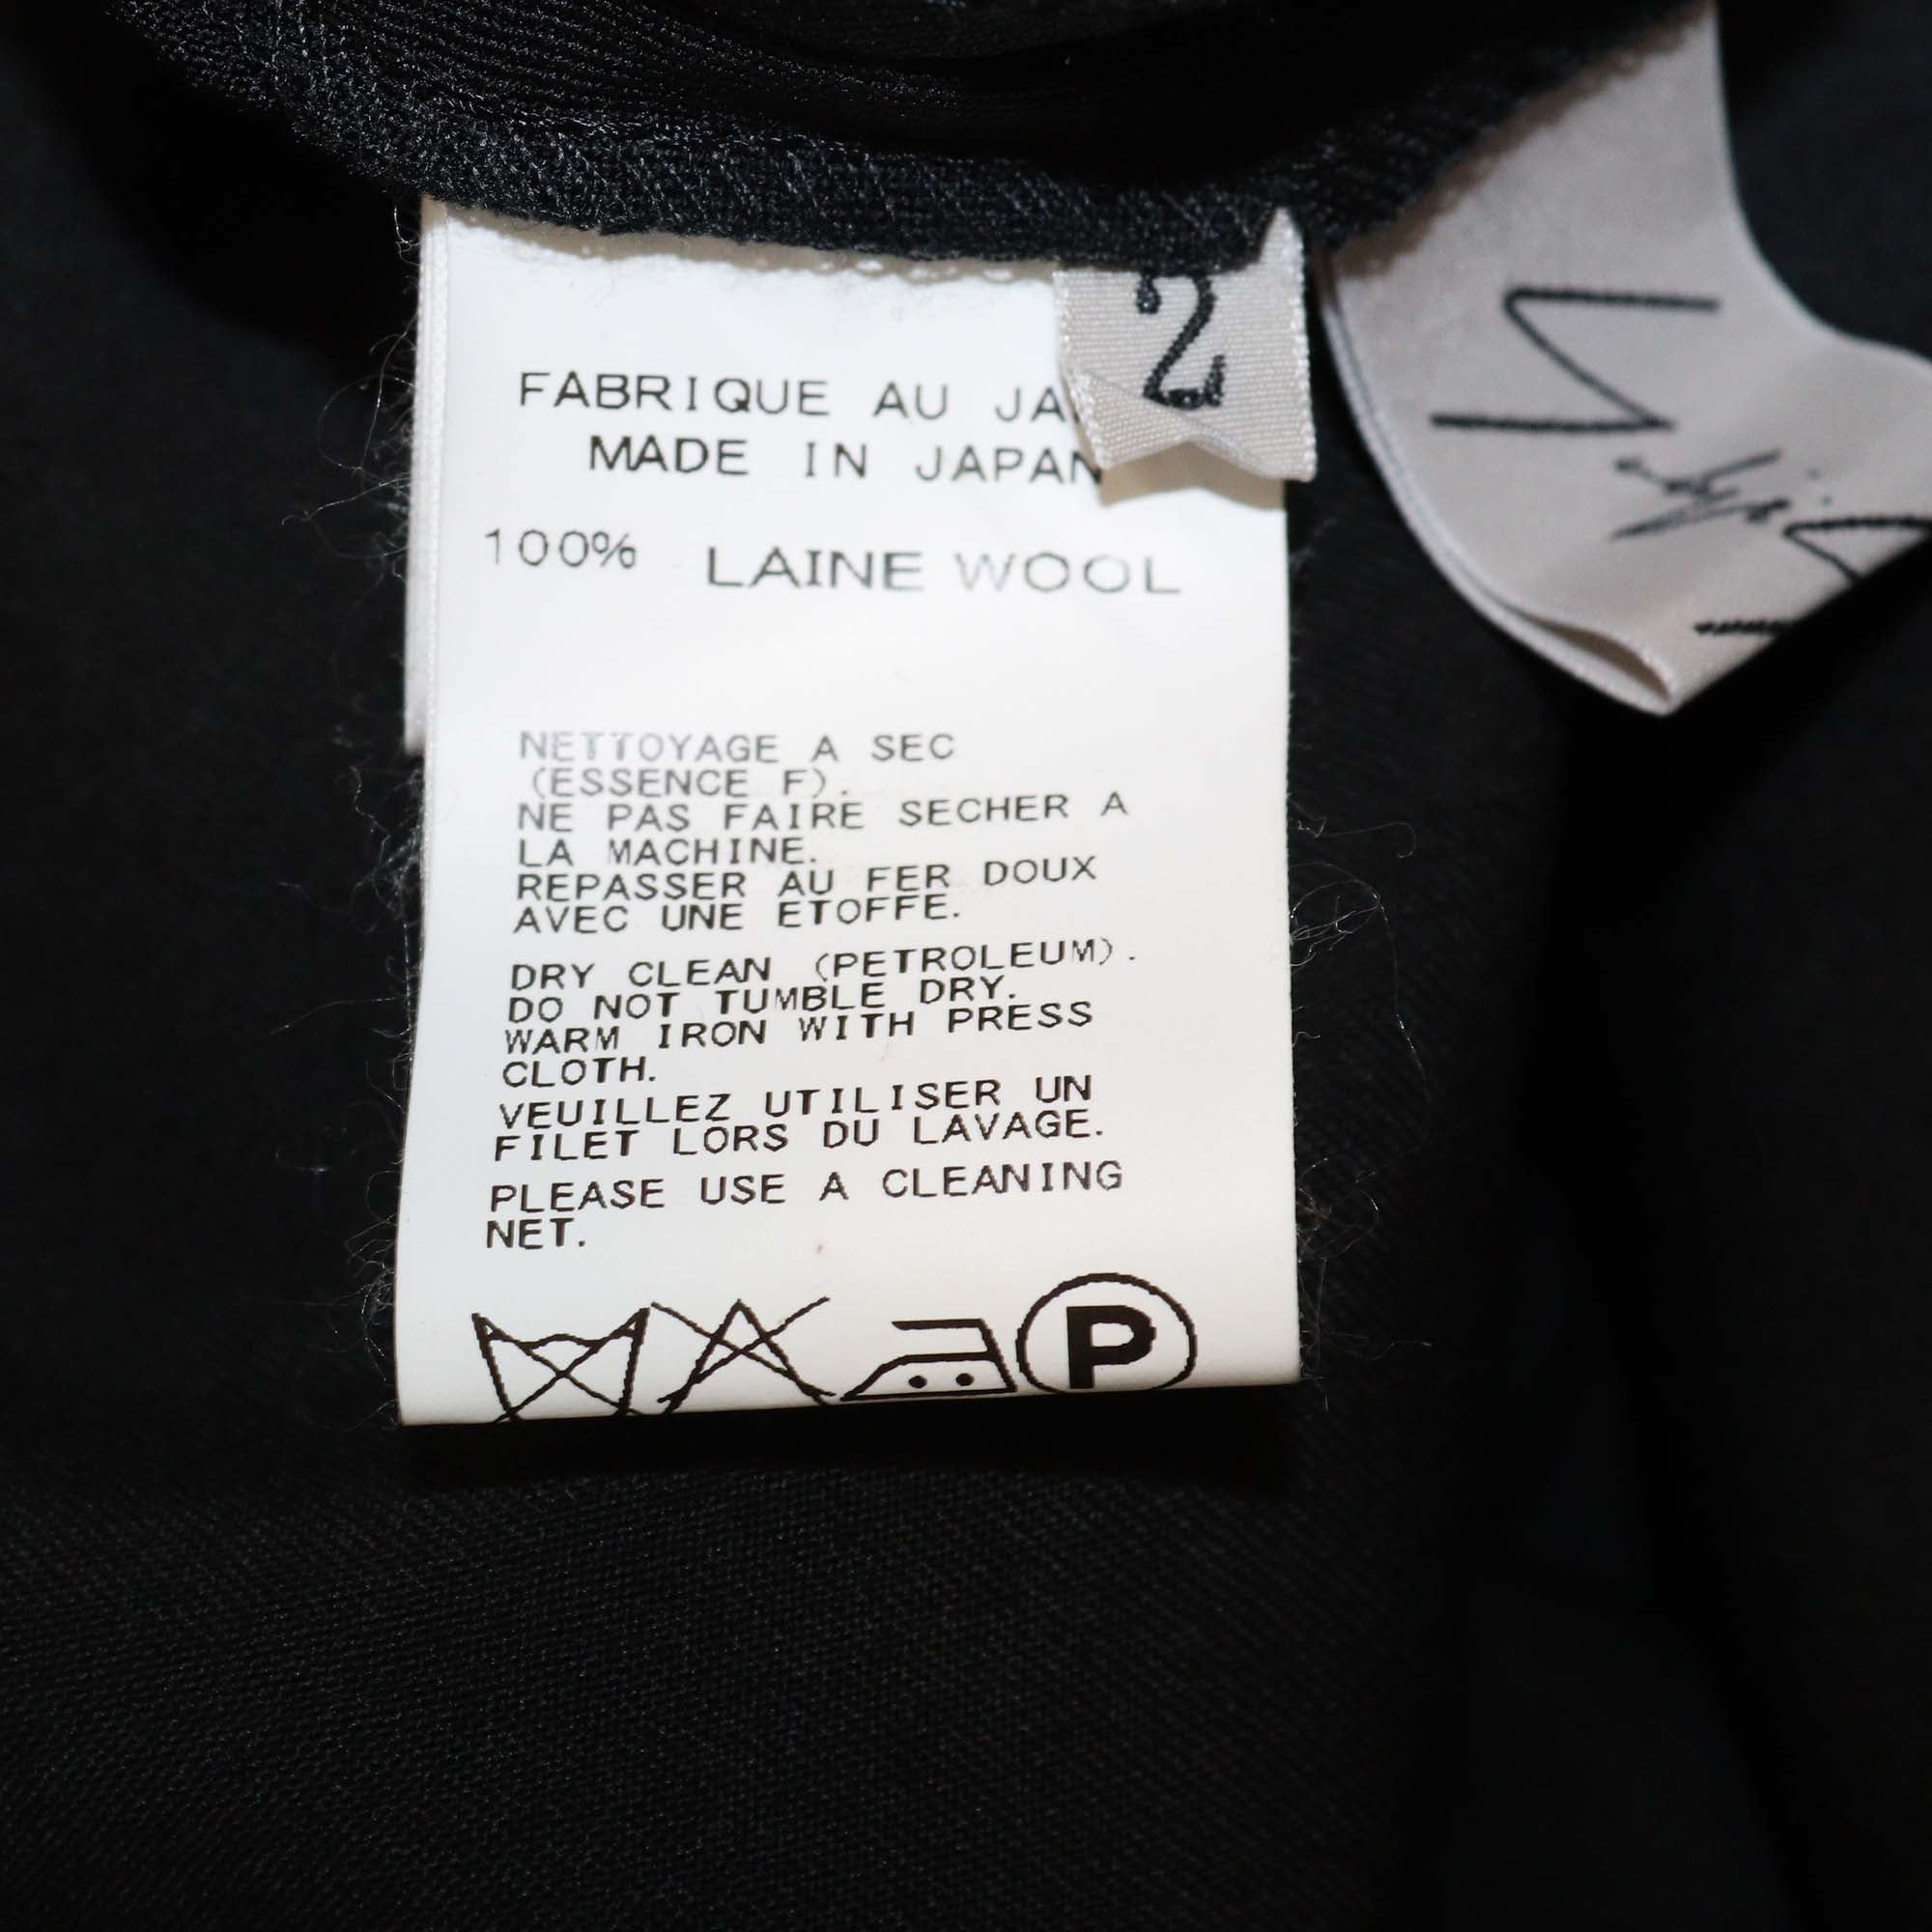 2
FABRIQUE AU JA
MADE IN JAPAN
100% LAINE WOOL
NETTOYAGE A SEC
(ESSENCE F).
NE PAS FAIRE SECHER A
LA MACHINE.
REPASSER AU FER DOUX
AVEC UNE ETOFFE.
DRY CLEAN (PETROLEUM).
DO NOT TUMBLE DRY.
WARM IRON WITH PRESS
CLOTH.
VEUILLEZ UTILISER UN
FILET LORS DU LAVAGE.
PLEASE USE A CLEANING
NET.
P